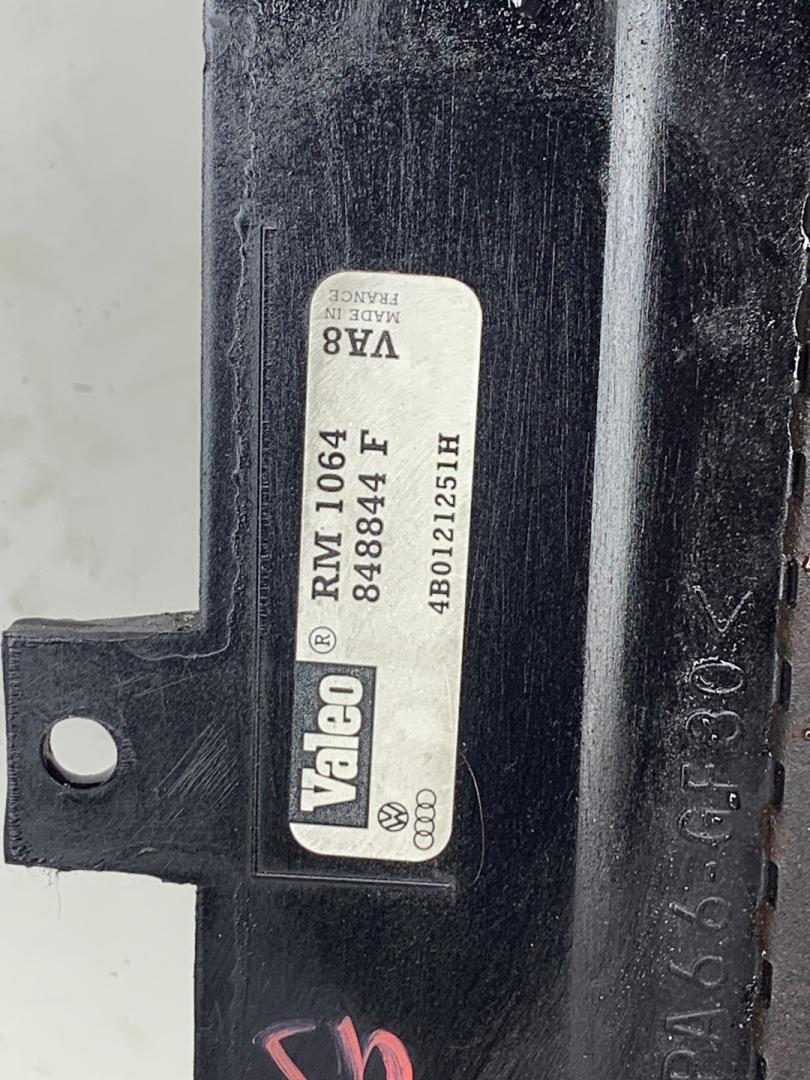 Valeo ® RM 1064
848844 F
4B0121251H
VA8
MADE IN
FRANCE
PA66-GF30<